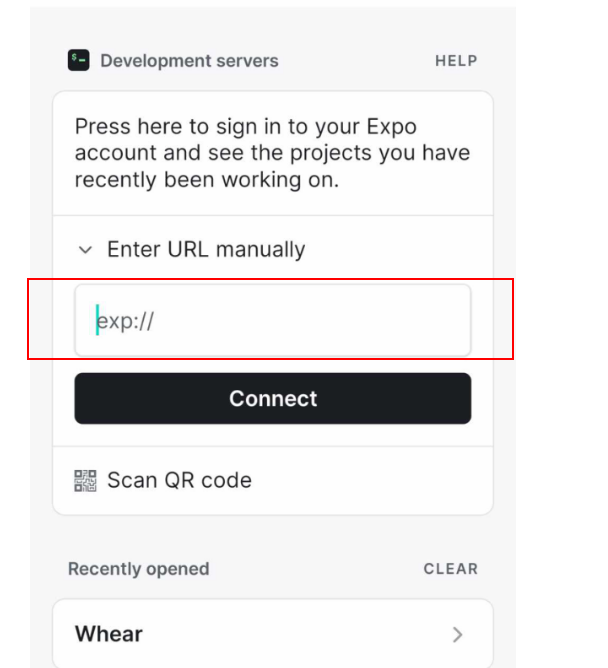 Development servers
HELP
Press here to sign in to your Expo
account and see the projects you have
recently been working on.
Enter URL manually
exp://
Connect
Scan QR code
Recently opened
CLEAR
Whear